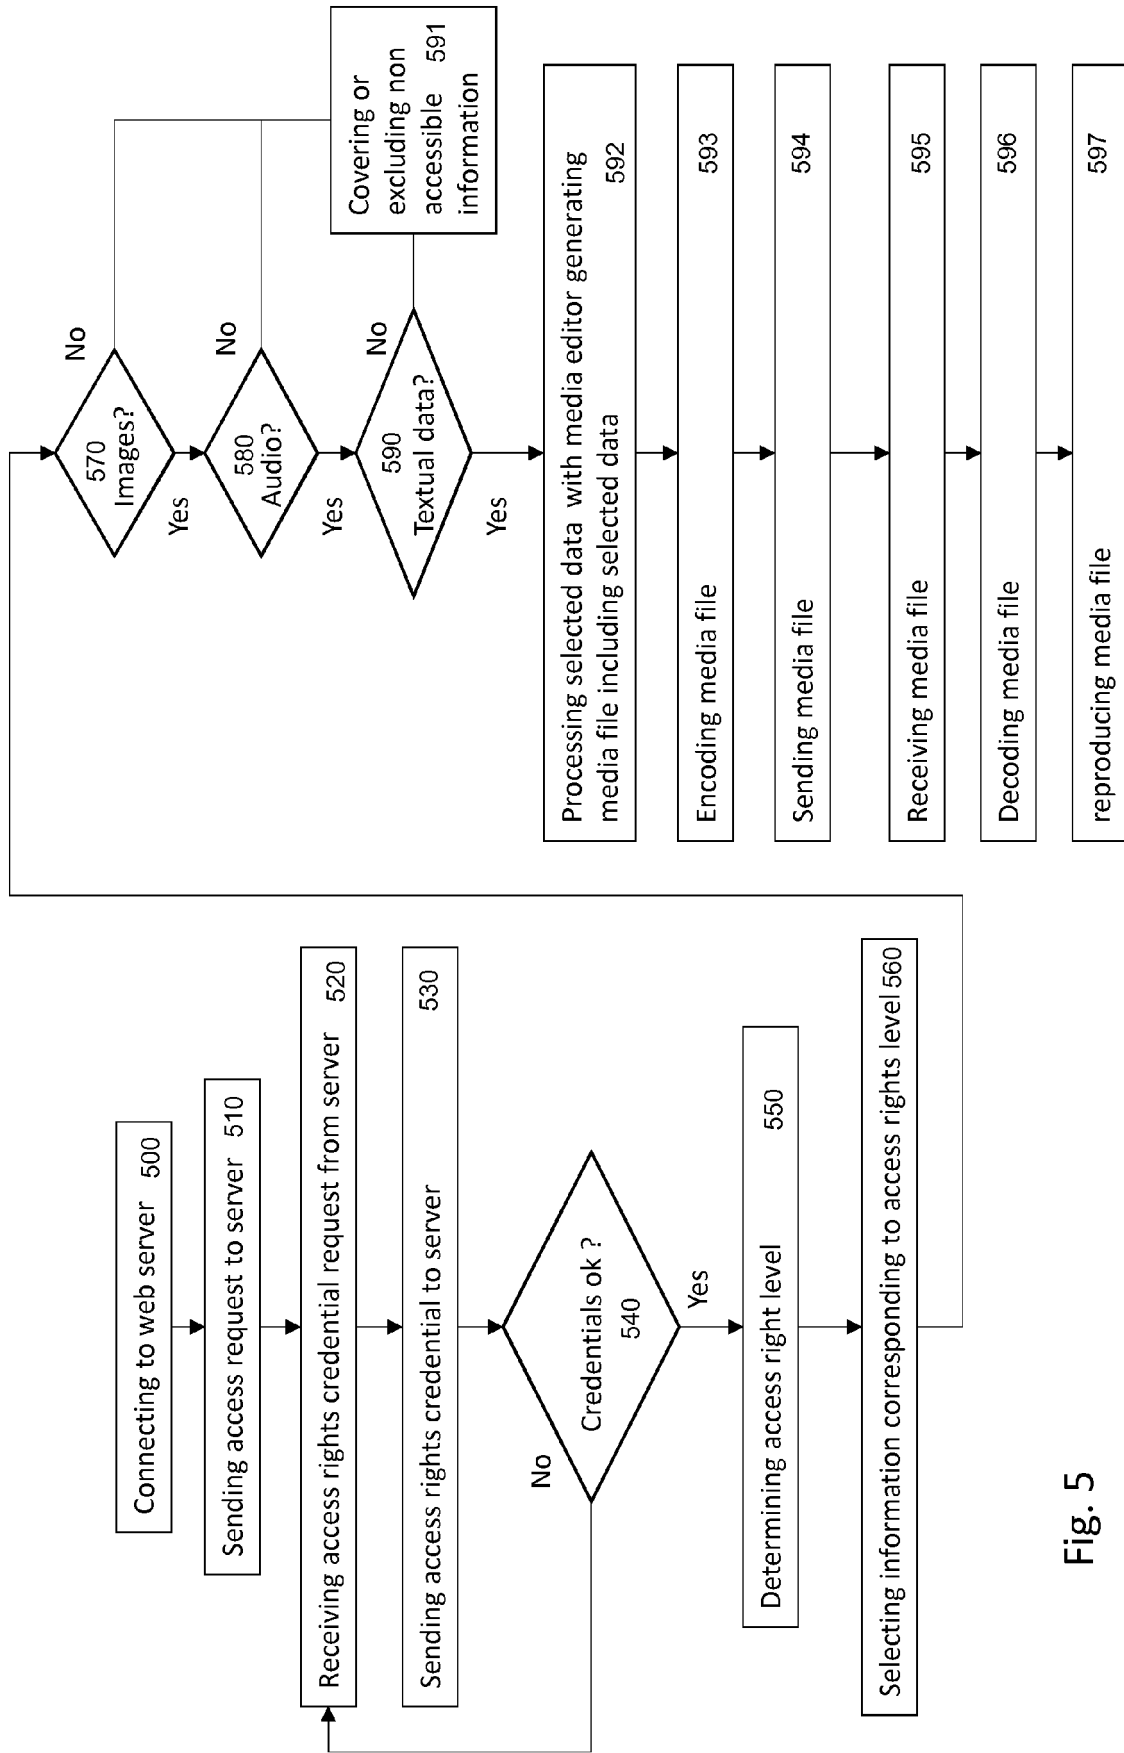 Connecting to web server 500
Sending access request to server 510
Receiving access rights credential request from server 520
Sending access rights credential to server 530
Credentials ok ?
540
No
Yes
Determining access right level 550
Selecting information corresponding to access rights level 560
570
Images?
No
Yes
580
Audio?
No
Yes
590
Textual data?
No
Yes
Covering or
excluding non
accessible 591
information
Processing selected data with media editor generating
media file including selected data 592
Encoding media file 593
Sending media file 594
Receiving media file 595
Decoding media file 596
reproducing media file 597
Fig. 5